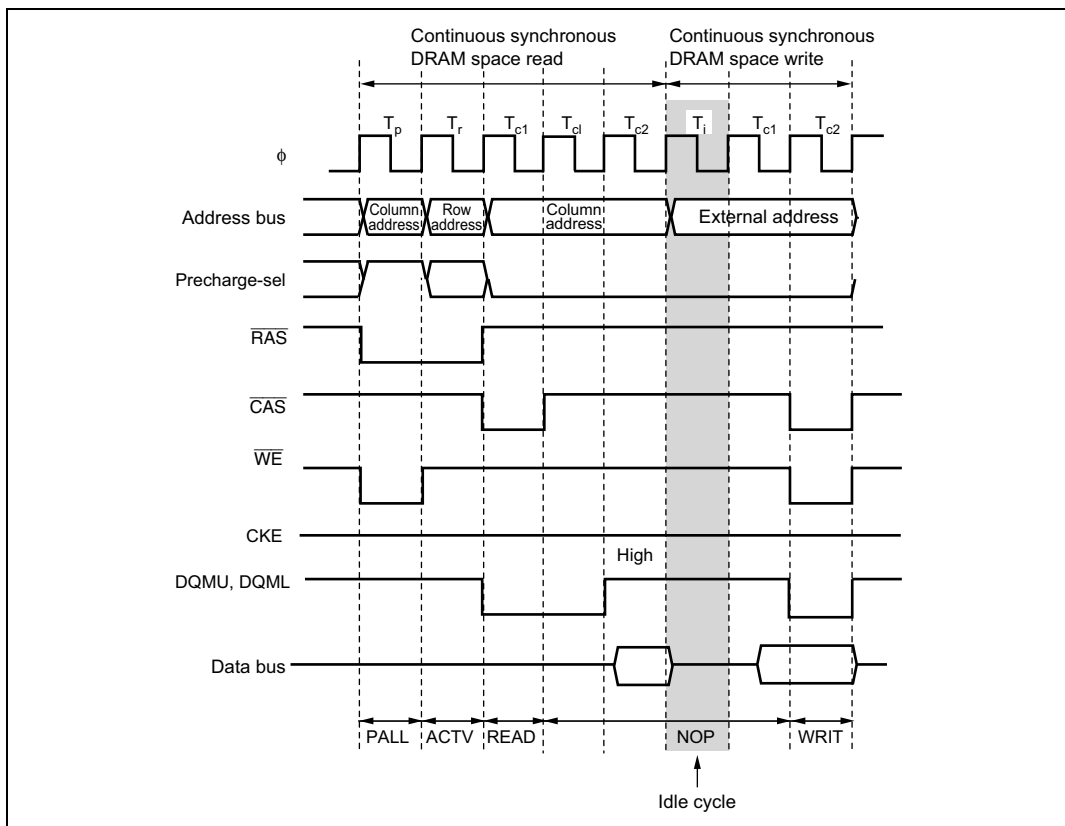 Continuous synchronous DRAM space read
Continuous synchronous DRAM space write
Tp Tr Tc1 Tcl Tc2 Ti Tc1 Tc2
ϕ
Address bus
Column address
Row address
Column address
External address
Precharge-sel
RAS
CAS
WE
CKE
High
DQMU, DQML
Data bus
PALL ACTV READ NOP WRIT
Idle cycle